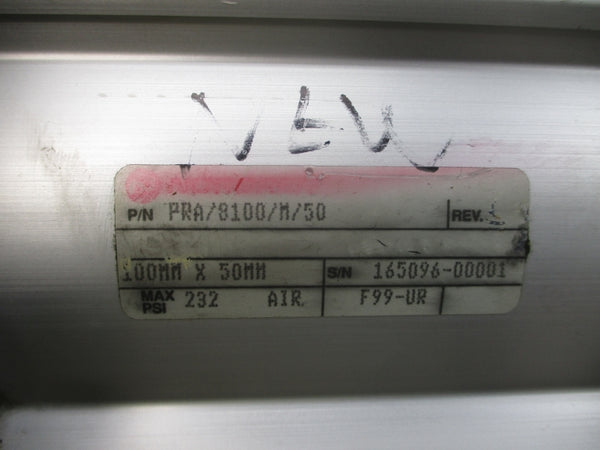 NEW
P/N PRA/8100/M/50 REV.
100MM X 50MM S/N 165096-00001
MAX PSI 232 AIR F99-UR